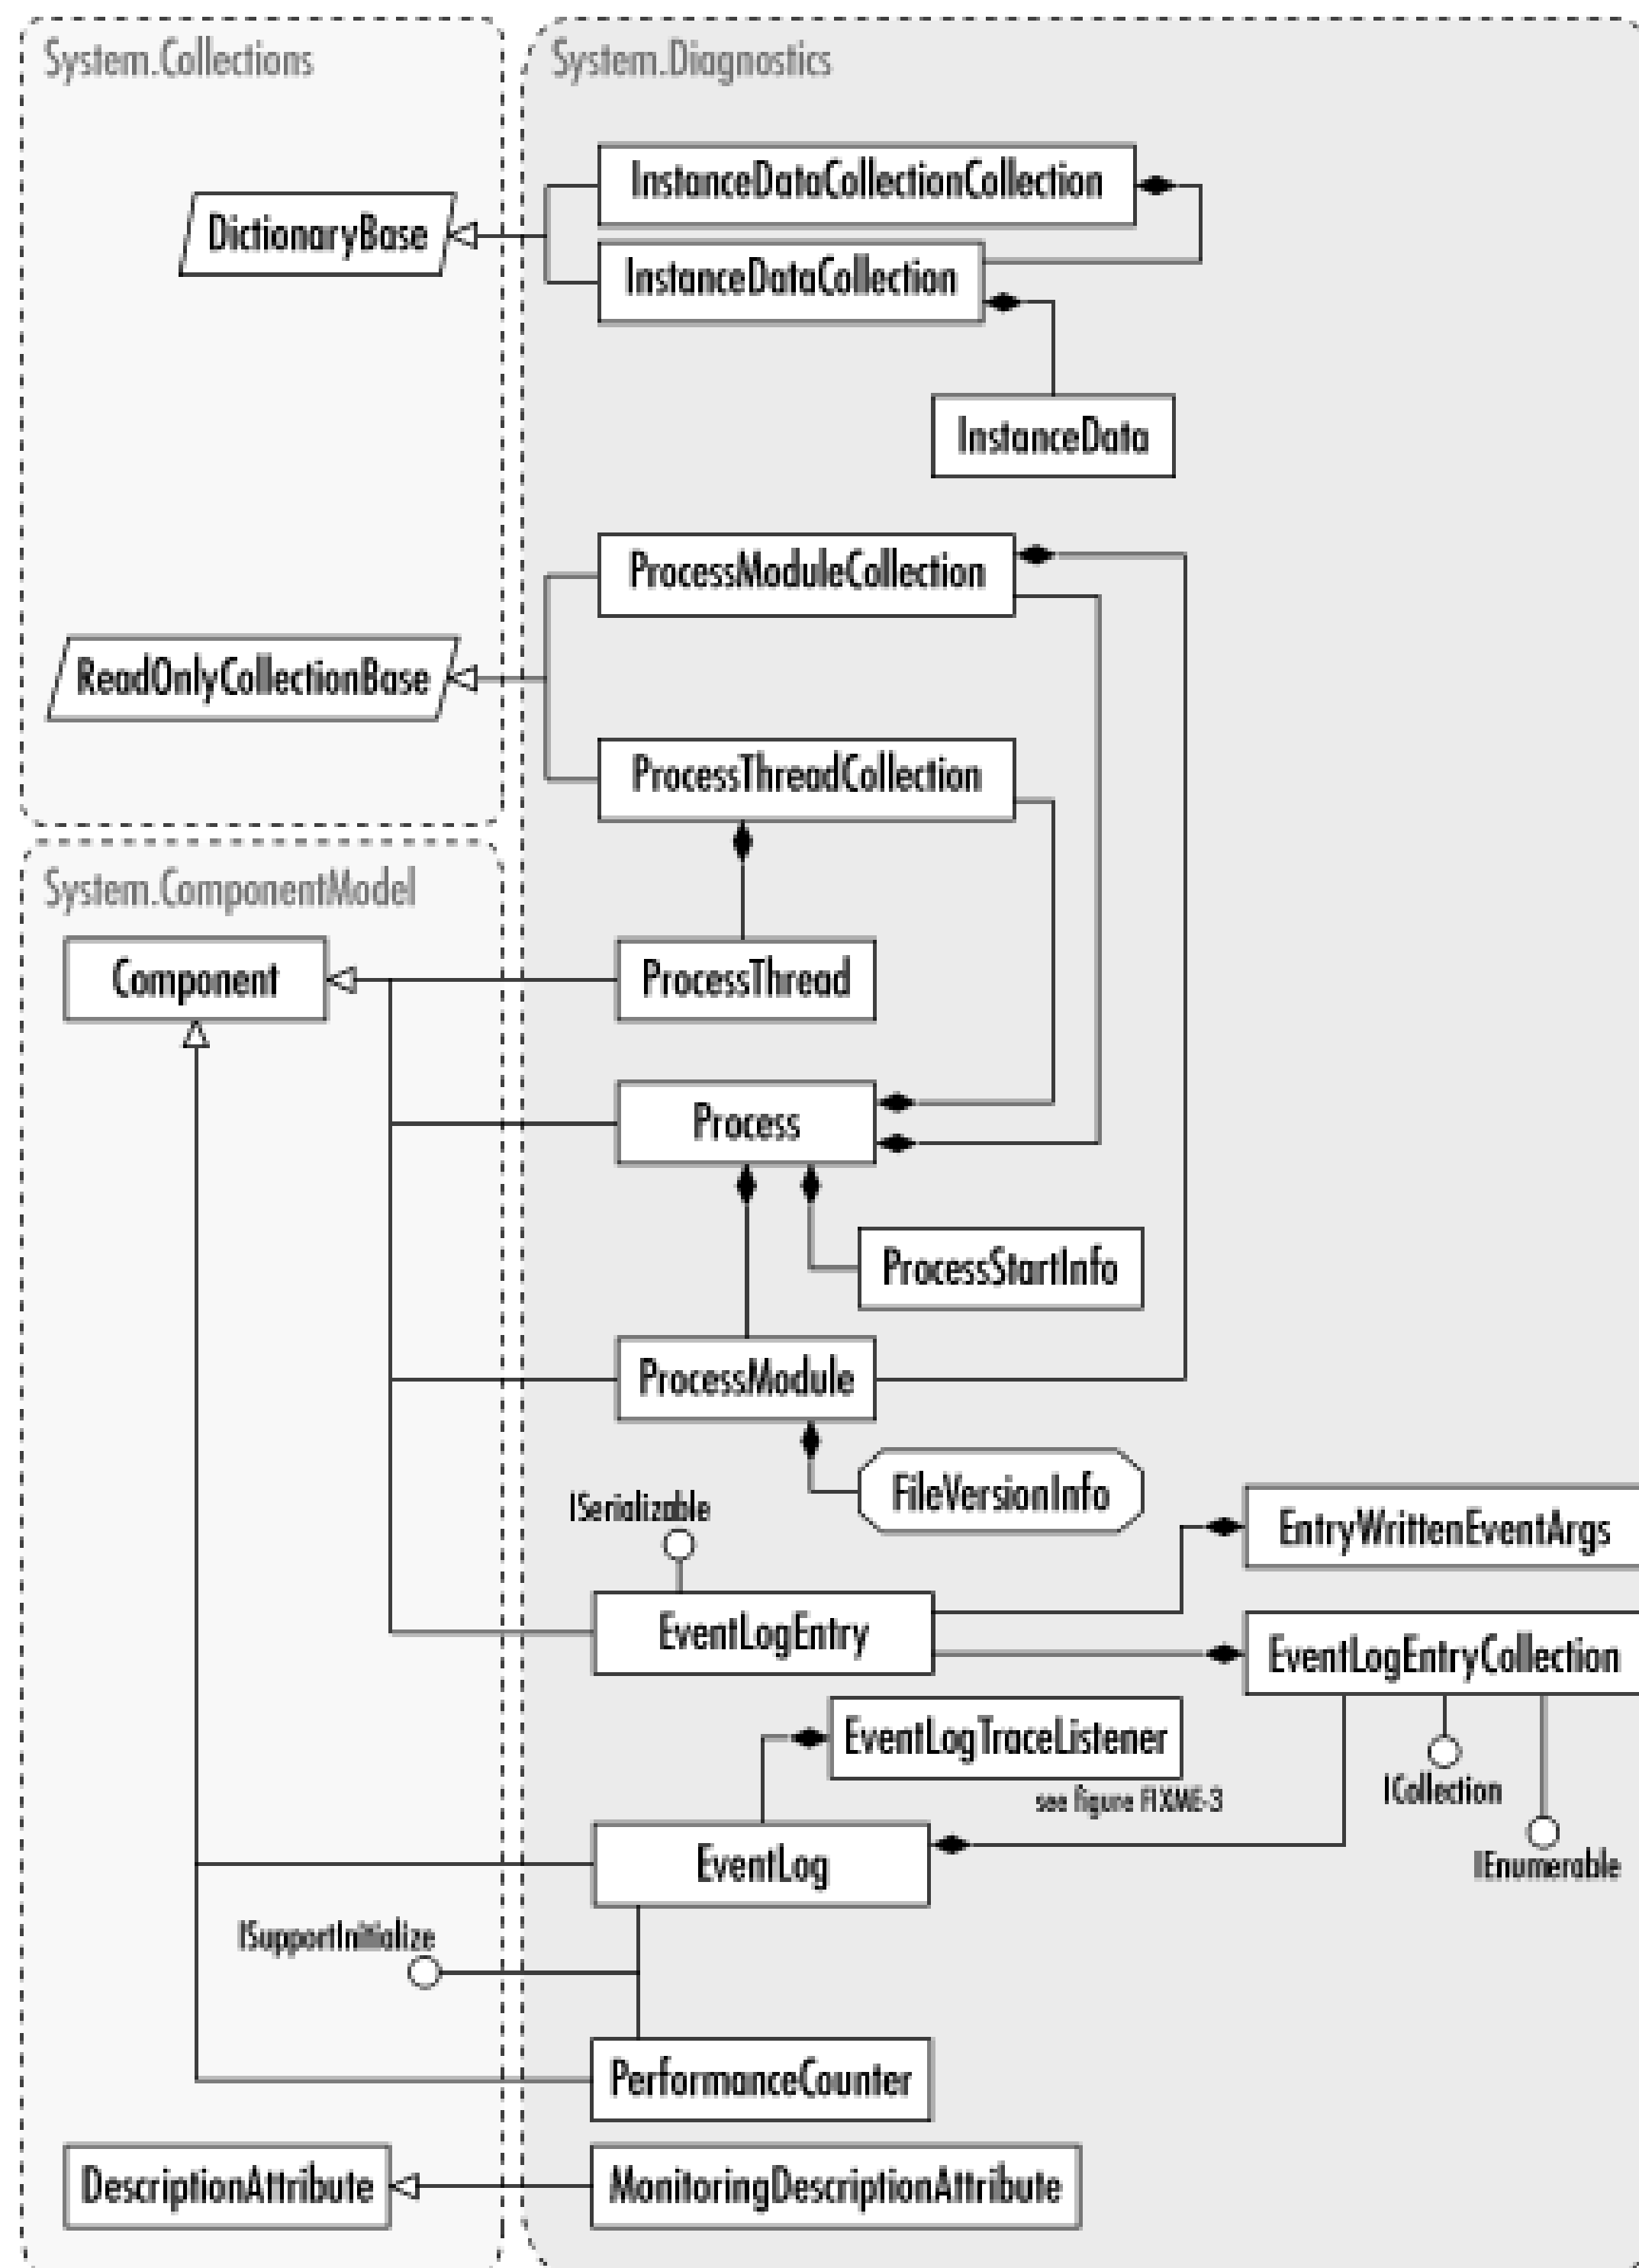 System.Collections
System.Diagnostics
InstanceDataCollectionCollection
DictionaryBase
InstanceDataCollection
InstanceData
ProcessModuleCollection
ReadOnlyCollectionBase
ProcessThreadCollection
System.ComponentModel
Component
ProcessThread
Process
ProcessStartInfo
ProcessModule
FileVersionInfo
ISerializable
EntryWrittenEventArgs
EventLogEntry
EventLogEntryCollection
EventLogTraceListener
see figure FIXME-3
ICollection
EventLog
IEnumerable
ISupportInitialize
PerformanceCounter
DescriptionAttribute
MonitoringDescriptionAttribute